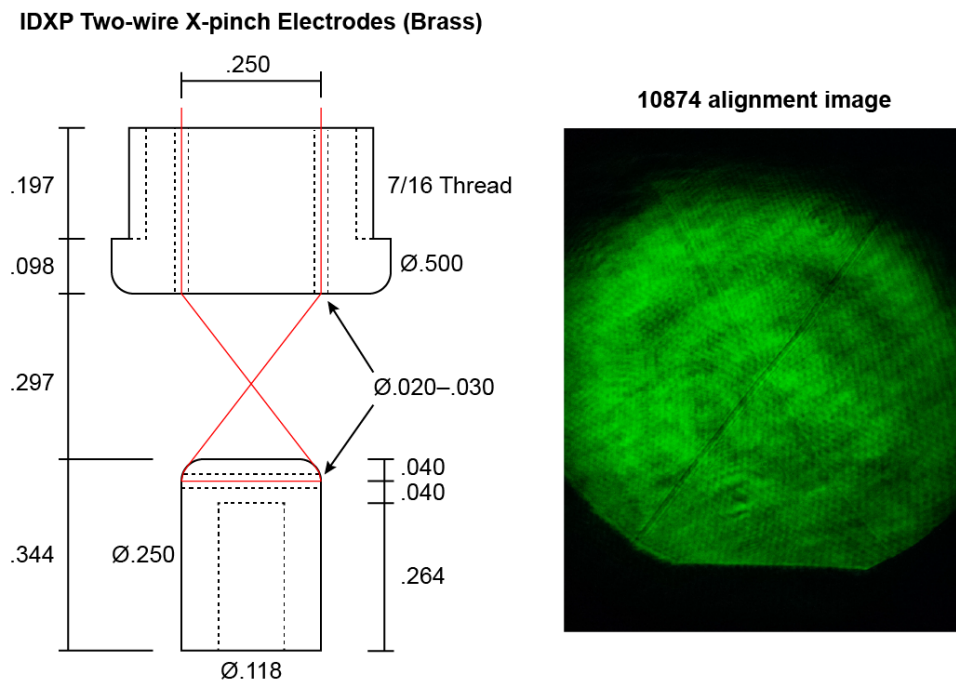 IDXP Two-wire X-pinch Electrodes (Brass)
.250
10874 alignment image
.197
7/16 Thread
.098
Ø.500
.297
Ø.020–.030
.040
.040
.344
Ø.250
.264
Ø.118